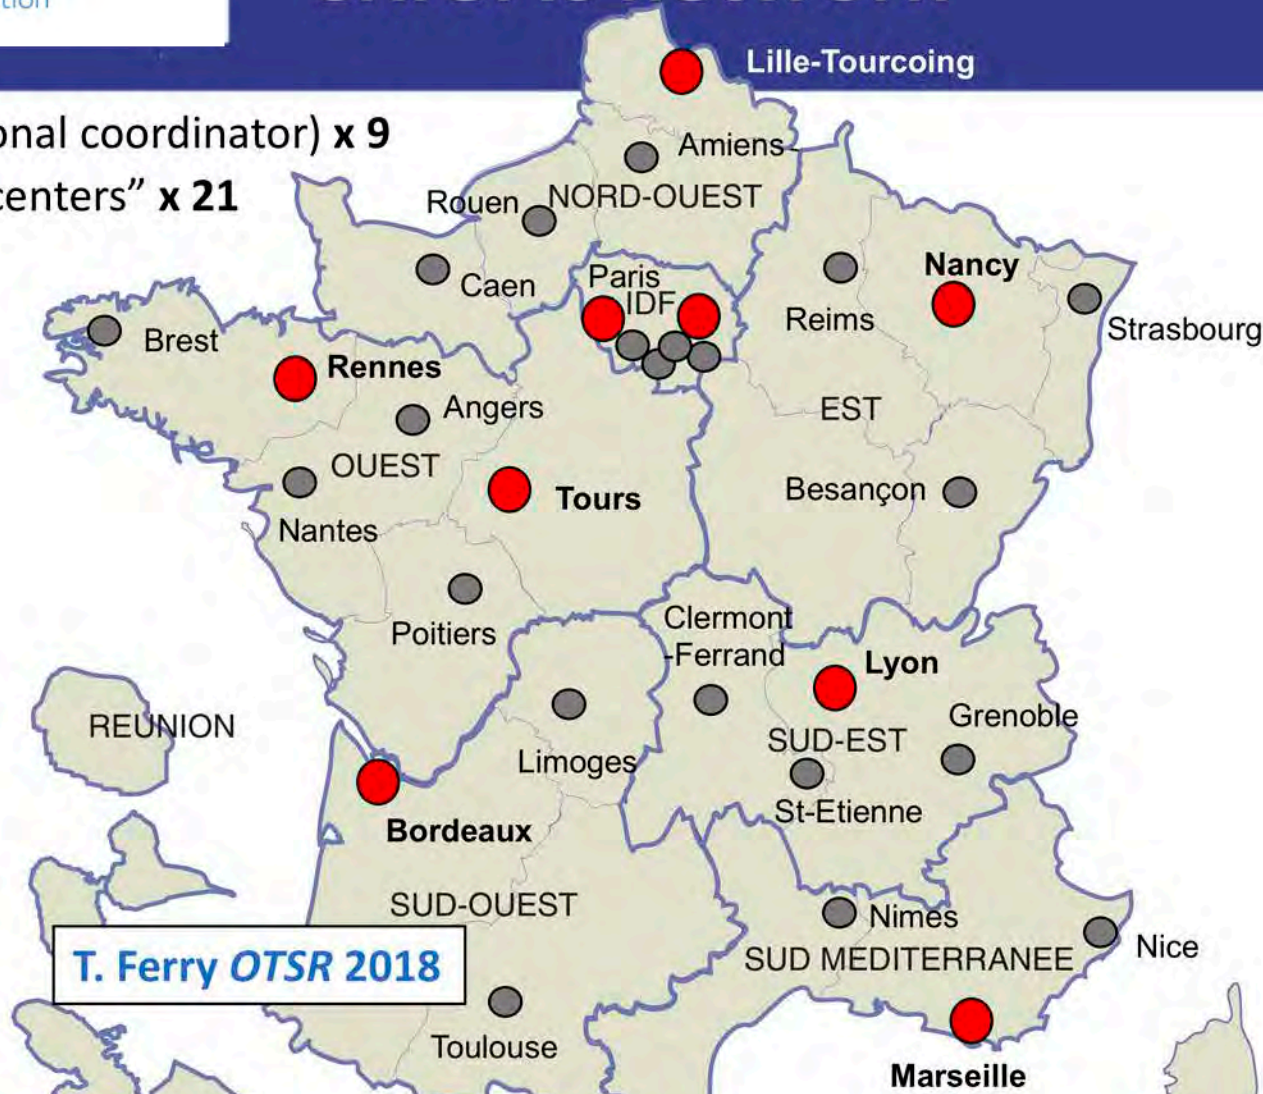 onal coordinator) x 9
centers” x 21
Lille-Tourcoing
Amiens
Rouen
NORD-OUEST
Caen
Paris
IDF
Reims
Nancy
Strasbourg
Brest
Rennes
Angers
EST
OUEST
Nantes
Tours
Besançon
Poitiers
Clermont
-Ferrand
Lyon
REUNION
Limoges
Grenoble
SUD-EST
St-Etienne
Bordeaux
SUD-OUEST
Nimes
SUD MEDITERRANEE
Nice
T. Ferry OTSR 2018
Toulouse
Marseille